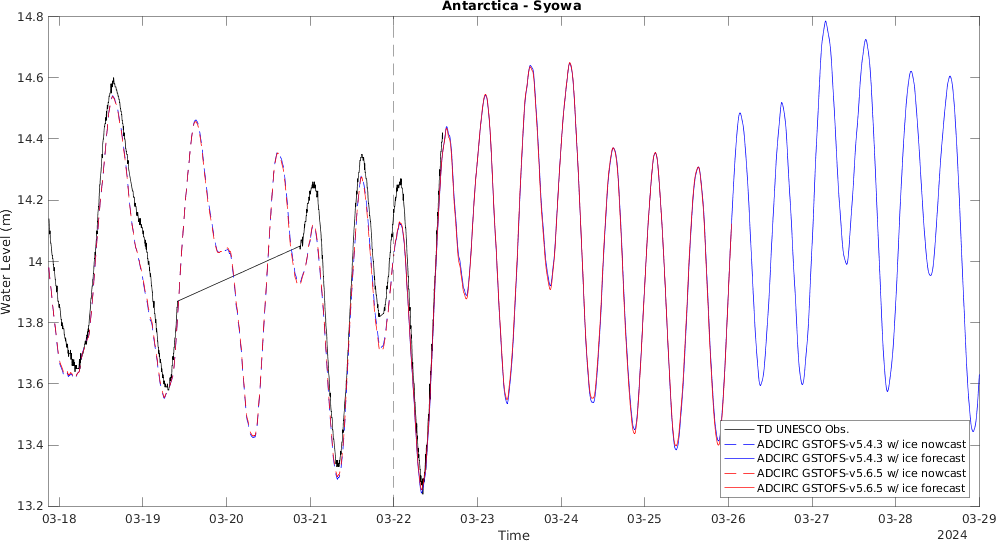 Antarctica - Syowa
14.8
14.6
14.4
14.2
14
13.8
13.6
13.4
13.2
Water Level (m)
TD UNESCO Obs.
ADCIRC GSTOFS-v5.4.3 w/ ice nowcast
ADCIRC GSTOFS-v5.4.3 w/ ice forecast
ADCIRC GSTOFS-v5.6.5 w/ ice nowcast
ADCIRC GSTOFS-v5.6.5 w/ ice forecast
03-18 03-19 03-20 03-21 03-22 03-23 03-24 03-25 03-26 03-27 03-28 03-29
Time
2024